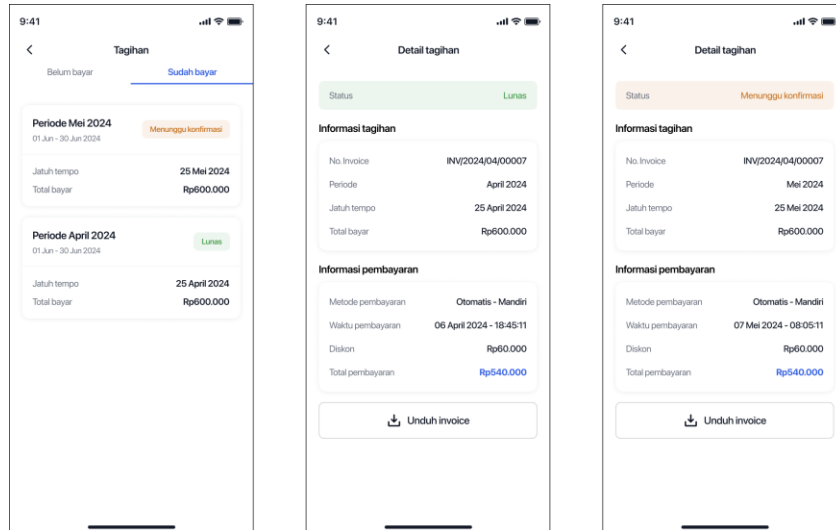 9:41
Tagihan
Belum bayar Sudah bayar
Periode Mei 2024 Menunggu konfirmasi
01 Jun - 30 Jun 2024
Jatuh tempo 25 Mei 2024
Total bayar Rp600.000
Periode April 2024 Lunas
01 Jun - 30 Jun 2024
Jatuh tempo 25 April 2024
Total bayar Rp600.000
9:41
Detail tagihan
Status Lunas
Informasi tagihan
No. Invoice INV/2024/04/00007
Periode April 2024
Jatuh tempo 25 April 2024
Total bayar Rp600.000
Informasi pembayaran
Metode pembayaran Otomatis - Mandiri
Waktu pembayaran 06 April 2024 - 18:45:11
Diskon Rp60.000
Total pembayaran Rp540.000
Unduh invoice
9:41
Detail tagihan
Status Menunggu konfirmasi
Informasi tagihan
No. Invoice INV/2024/04/00007
Periode Mei 2024
Jatuh tempo 25 Mei 2024
Total bayar Rp600.000
Informasi pembayaran
Metode pembayaran Otomatis - Mandiri
Waktu pembayaran 07 Mei 2024 - 08:05:11
Diskon Rp60.000
Total pembayaran Rp540.000
Unduh invoice